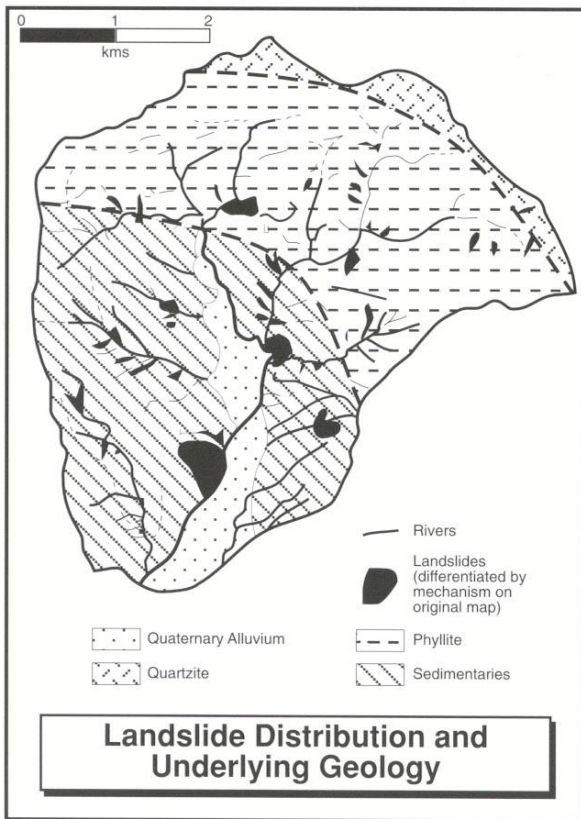 0 1 2
kms
Rivers
Landslides
(differentiated by
mechanism on
original map)
Quaternary Alluvium
Phyllite
Quartzite
Sedimentaries
Landslide Distribution and
Underlying Geology